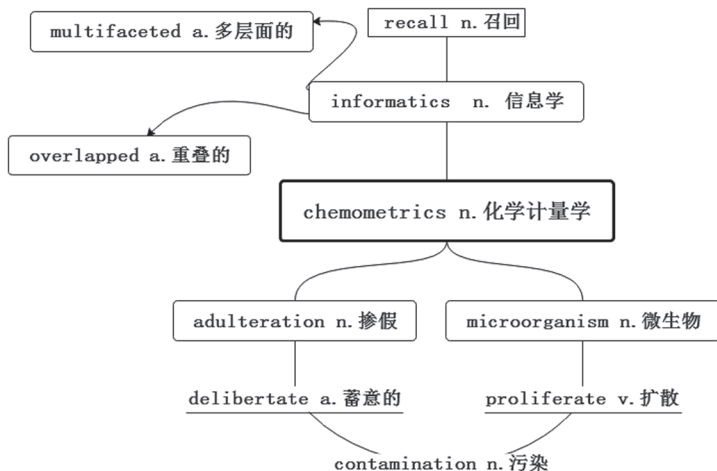 multifaceted a.多层面的
recall n.召回
informatics n. 信息学
overlapped a.重叠的
chemometrics n.化学计量学
adulteration n.掺假
microorganism n.微生物
delibertate a.蓄意的
proliferate v.扩散
contamination n.污染